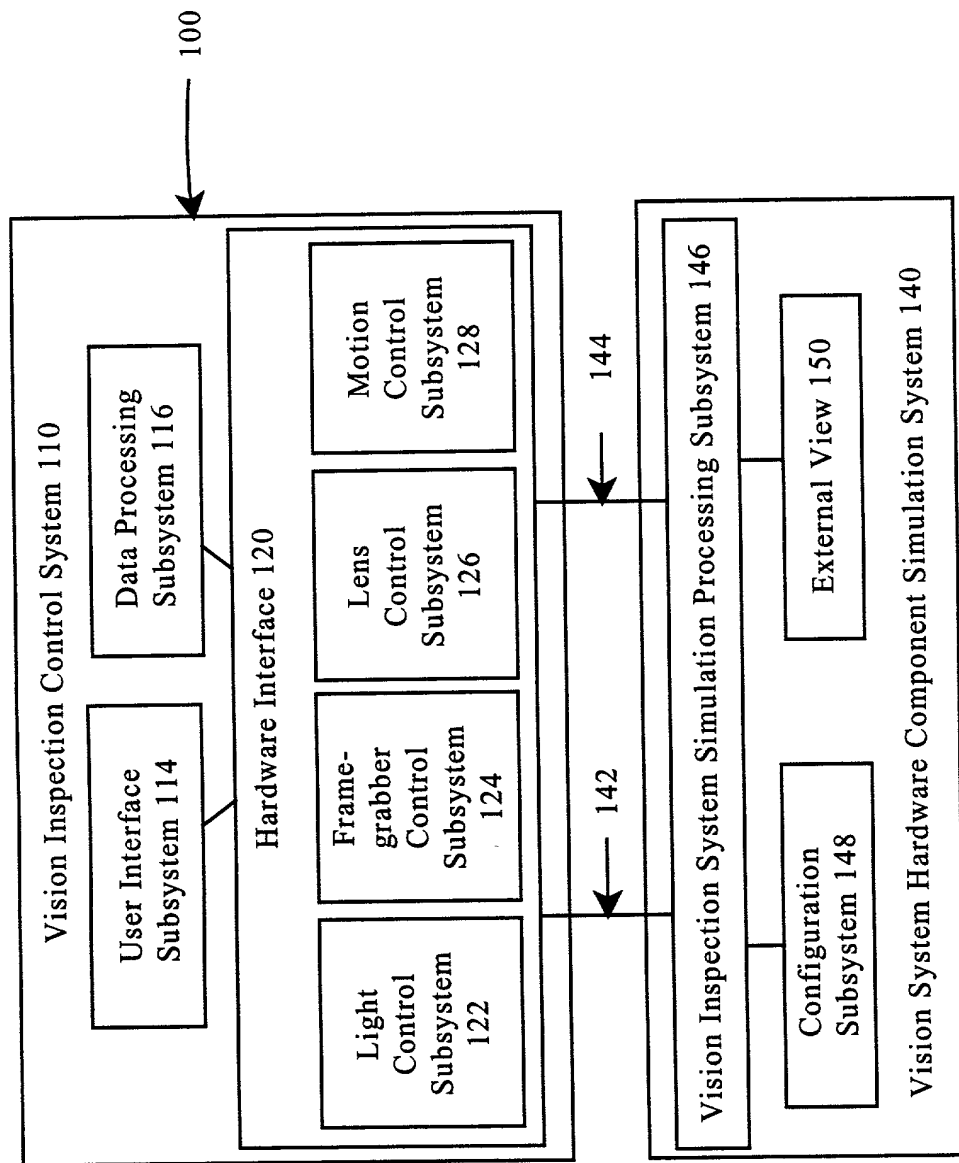 100
Vision Inspection Control System 110
User Interface
Subsystem 114
Data Processing
Subsystem 116
Hardware Interface 120
Light
Control
Subsystem
122
Frame-
grabber
Control
Subsystem
124
Lens
Control
Subsystem
126
Motion
Control
Subsystem
128
142
144
Vision Inspection System Simulation Processing Subsystem 146
Configuration
Subsystem 148
External View 150
Vision System Hardware Component Simulation System 140